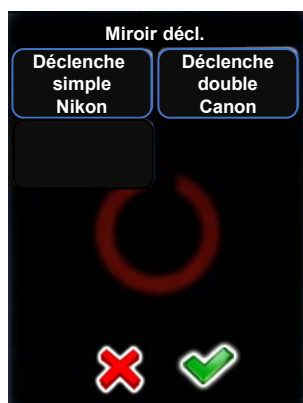 Miroir décl.
Déclenche
simple
Nikon
Déclenche
double
Canon